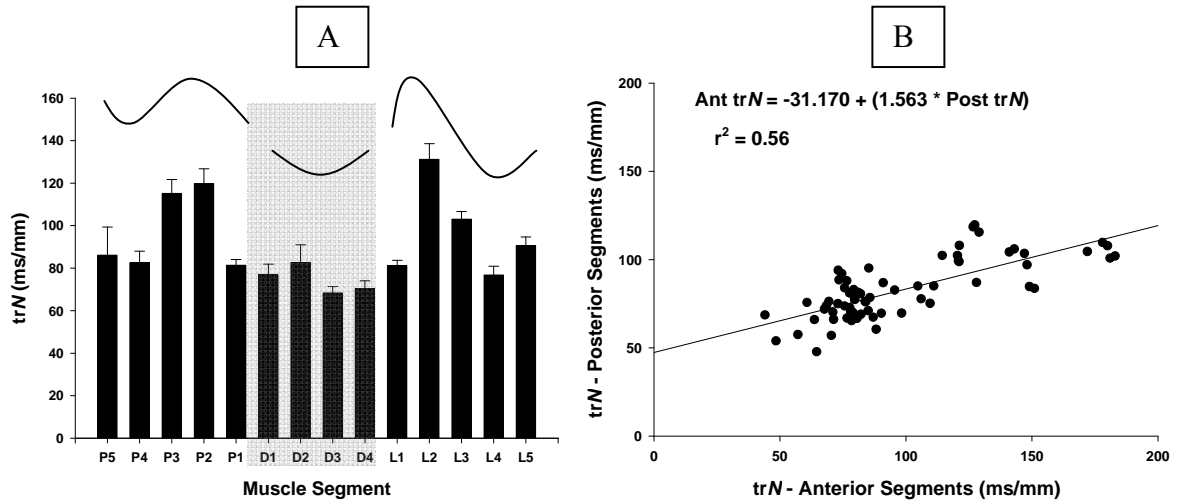 A
160
140
120
100
80
60
40
20
0
trN (ms/mm)
P5 P4 P3 P2 P1 D1 D2 D3 D4 L1 L2 L3 L4 L5
Muscle Segment
B
Ant trN = -31.170 + (1.563 * Post trN)
r² = 0.56
200
150
100
50
0
trN - Posterior Segments (ms/mm)
0 50 100 150 200
trN - Anterior Segments (ms/mm)